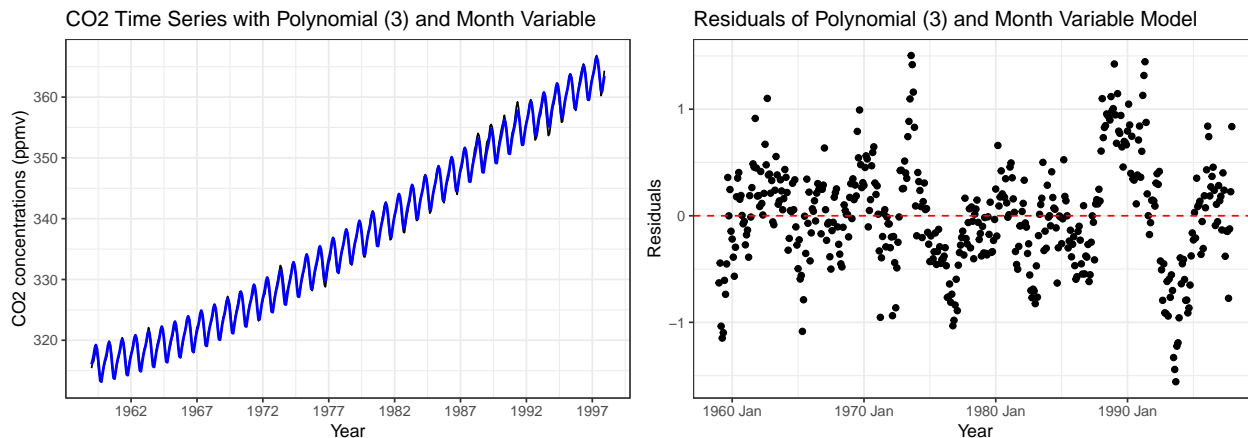 CO2 Time Series with Polynomial (3) and Month Variable
CO2 concentrations (ppmv)
360
350
340
330
320
1962 1967 1972 1977 1982 1987 1992 1997
Year
Residuals of Polynomial (3) and Month Variable Model
Residuals
1
0
−1
1960 Jan 1970 Jan 1980 Jan 1990 Jan
Year